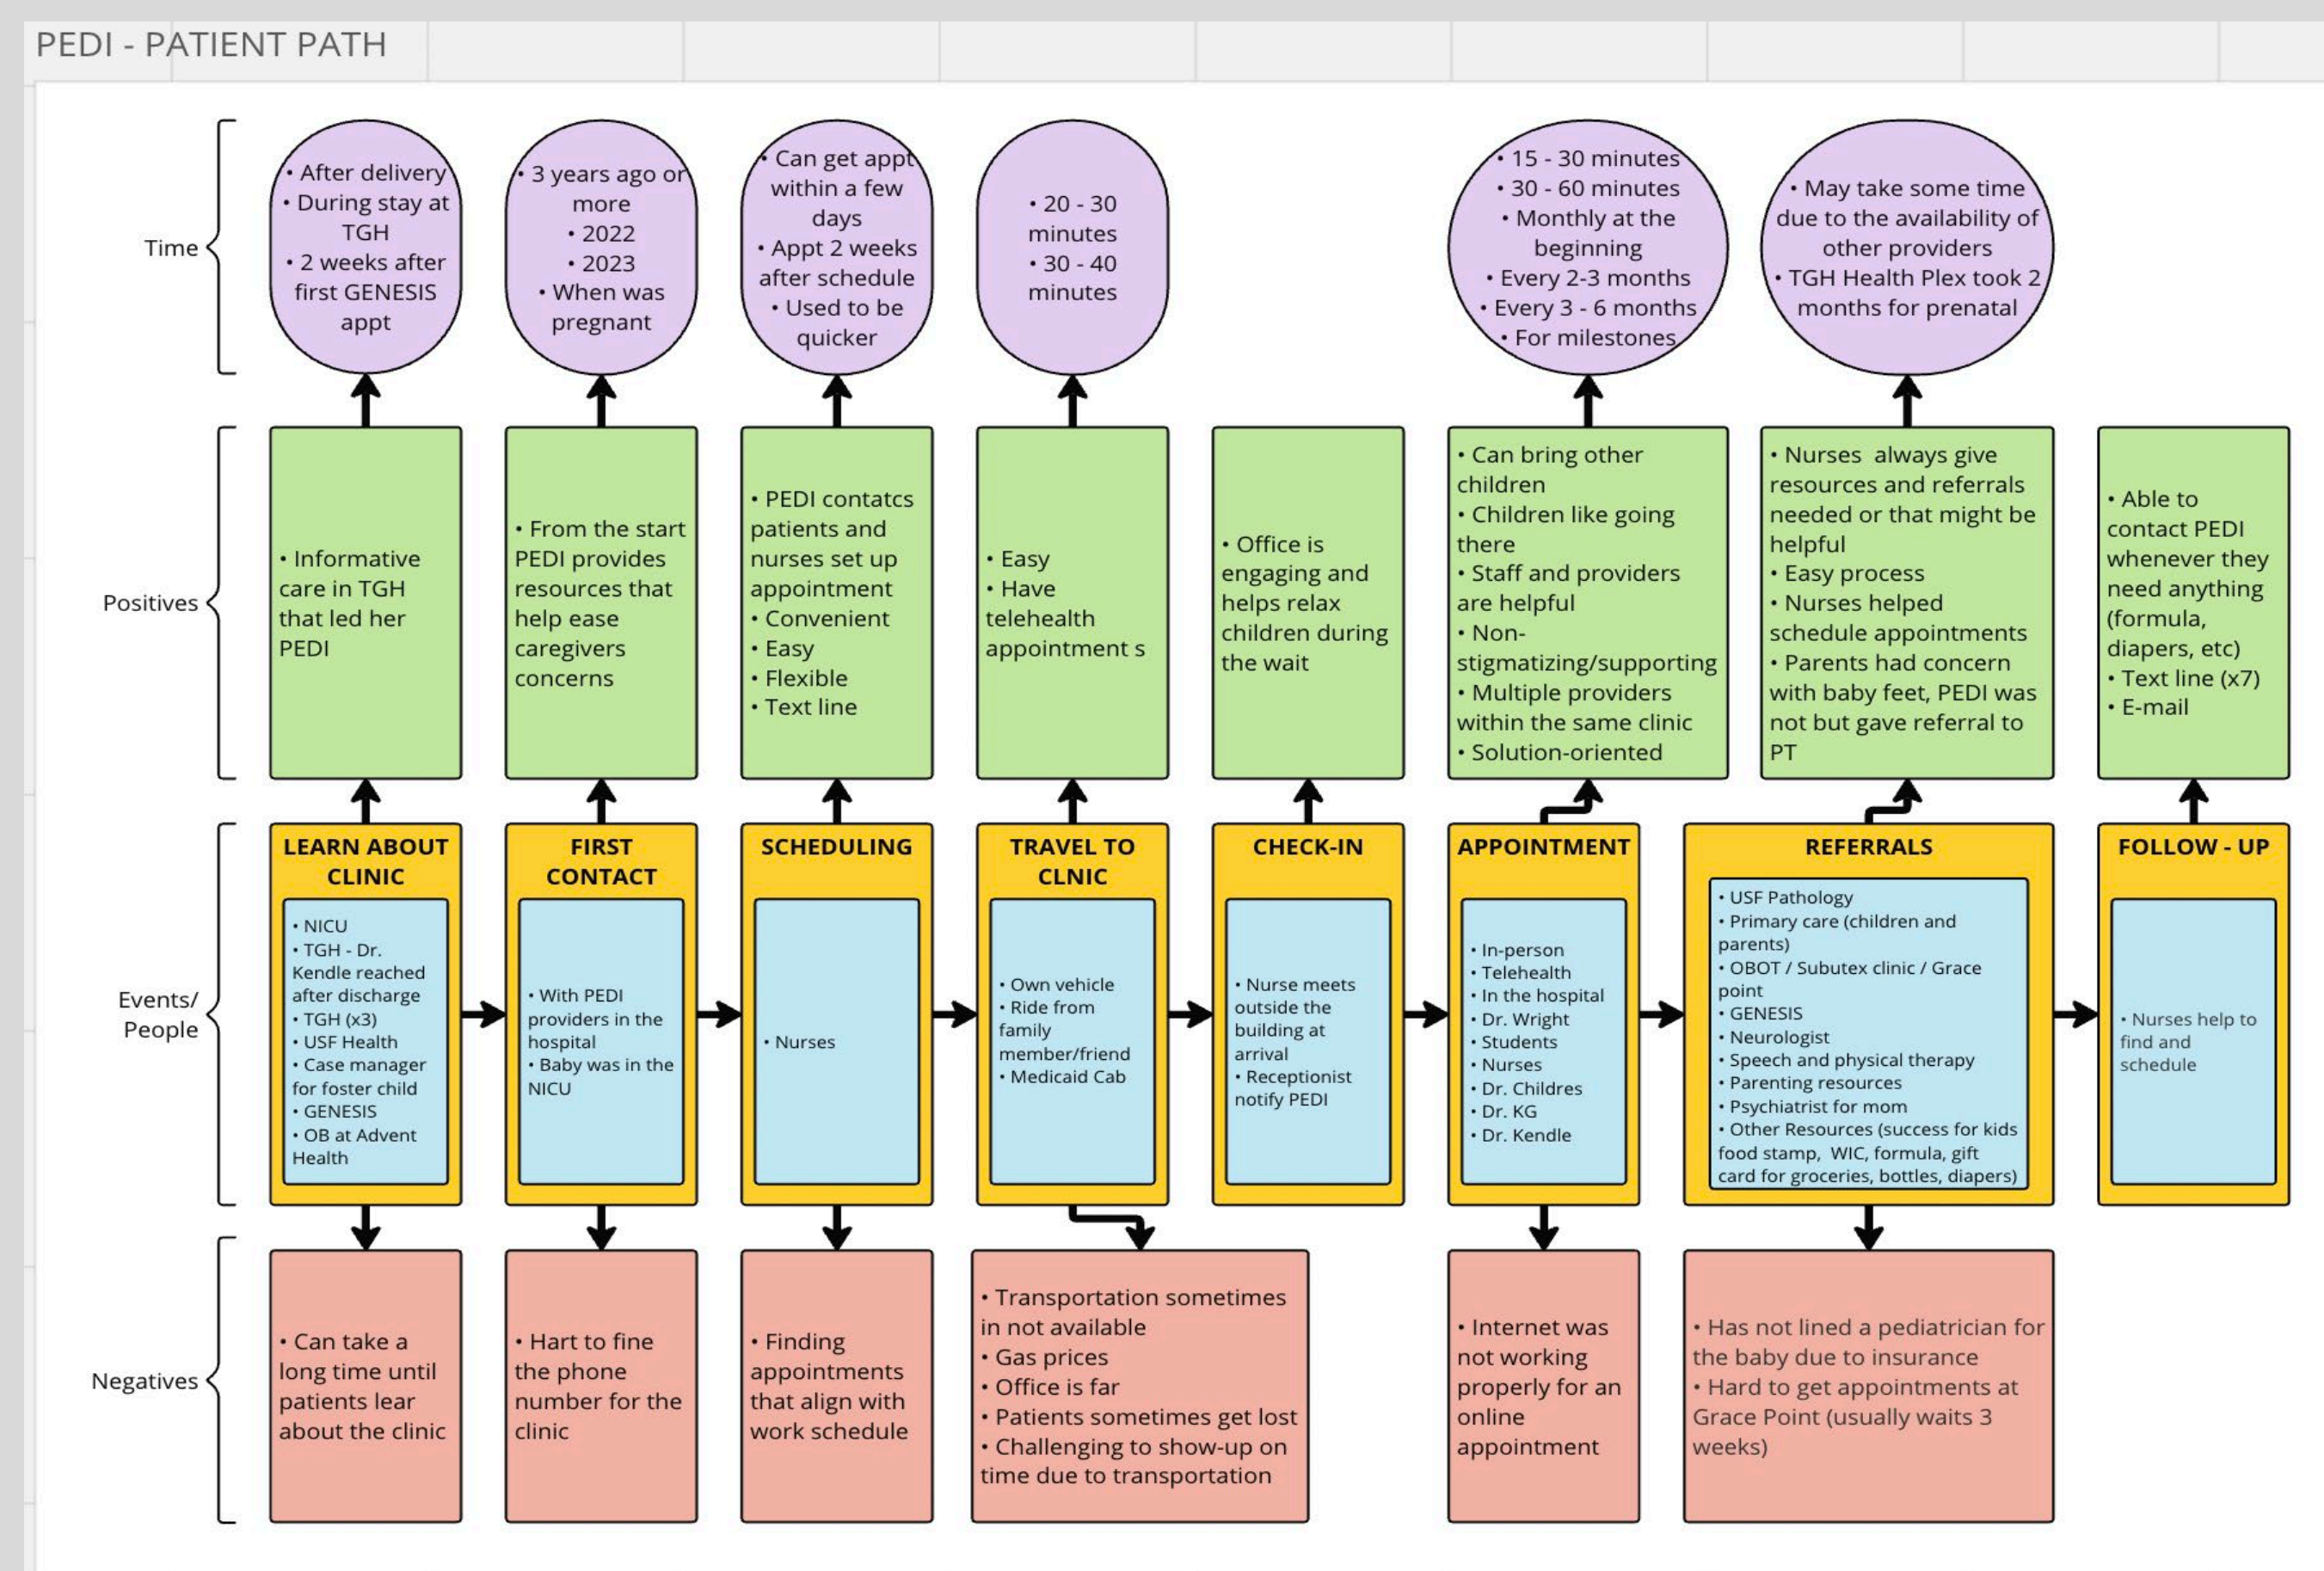 PEDI - PATIENT PATH
Time
• After delivery
• During stay at
TGH
• 2 weeks after
first GENESIS
appt
• 3 years ago or
more
• 2022
• 2023
• When was
pregnant
• Can get appt
within a few
days
• Appt 2 weeks
after schedule
• Used to be
quicker
• 20 - 30
minutes
• 30 - 40
minutes
• 15 - 30 minutes
• 30 - 60 minutes
• Monthly at the
beginning
• Every 2-3 months
• Every 3 - 6 months
• For milestones
• May take some time
due to the availability of
other providers
• TGH Health Plex took 2
months for prenatal
Positives
• Informative
care in TGH
that led her
PEDI
• From the start
PEDI provides
resources that
help ease
caregivers
concerns
• PEDI contatcs
patients and
nurses set up
appointment
• Convenient
• Easy
• Flexible
• Text line
• Easy
• Have
telehealth
appointment s
• Office is
engaging and
helps relax
children during
the wait
• Can bring other
children
• Children like going
there
• Staff and providers
are helpful
• Non-
stigmatizing/supporting
• Multiple providers
within the same clinic
• Solution-oriented
• Nurses always give
resources and referrals
needed or that might be
helpful
• Easy process
• Nurses helped
schedule appointments
• Parents had concern
with baby feet, PEDI was
not but gave referral to
PT
• Able to
contact PEDI
whenever they
need anything
(formula,
diapers, etc)
• Text line (x7)
• E-mail
Events/
People
LEARN ABOUT
CLINIC
• NICU
• TGH - Dr.
Kendle reached
after discharge
• TGH (x3)
• USF Health
• Case manager
for foster child
• GENESIS
• OB at Advent
Health
FIRST
CONTACT
• With PEDI
providers in the
hospital
• Baby was in the
NICU
SCHEDULING
• Nurses
TRAVEL TO
CLNIC
• Own vehicle
• Ride from
family
member/friend
• Medicaid Cab
CHECK-IN
• Nurse meets
outside the
building at
arrival
• Receptionist
notify PEDI
APPOINTMENT
• In-person
• Telehealth
• In the hospital
• Dr. Wright
• Students
• Nurses
• Dr. Childres
• Dr. KG
• Dr. Kendle
REFERRALS
• USF Pathology
• Primary care (children and
parents)
• OBOT / Subutex clinic / Grace
point
• GENESIS
• Neurologist
• Speech and physical therapy
• Parenting resources
• Psychiatrist for mom
• Other Resources (success for kids
food stamp, WIC, formula, gift
card for groceries, bottles, diapers)
FOLLOW - UP
• Nurses help to
find and
schedule
Negatives
• Can take a
long time until
patients lear
about the clinic
• Hart to fine
the phone
number for the
clinic
• Finding
appointments
that align with
work schedule
• Transportation sometimes
in not available
• Gas prices
• Office is far
• Patients sometimes get lost
• Challenging to show-up on
time due to transportation
• Internet was
not working
properly for an
online
appointment
• Has not lined a pediatrician for
the baby due to insurance
• Hard to get appointments at
Grace Point (usually waits 3
weeks)